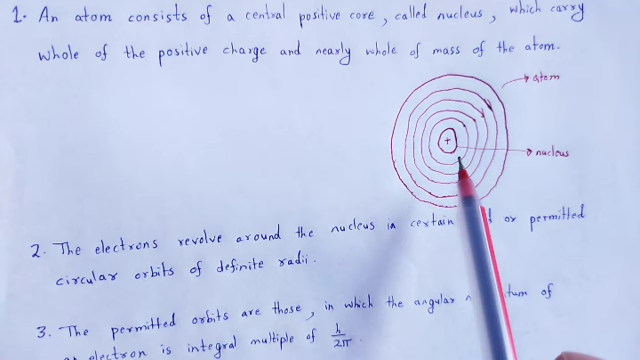 1. An atom consists of a central positive core, called nucleus, which carry
whole of the positive charge and nearly whole of mass of the atom.
atom
+
nucleus
2. The electrons revolve around the nucleus in certain or permitted
circular orbits of definite radii.
3. The permitted orbits are those, in which the angular of
electron is integral multiple of h/2π.